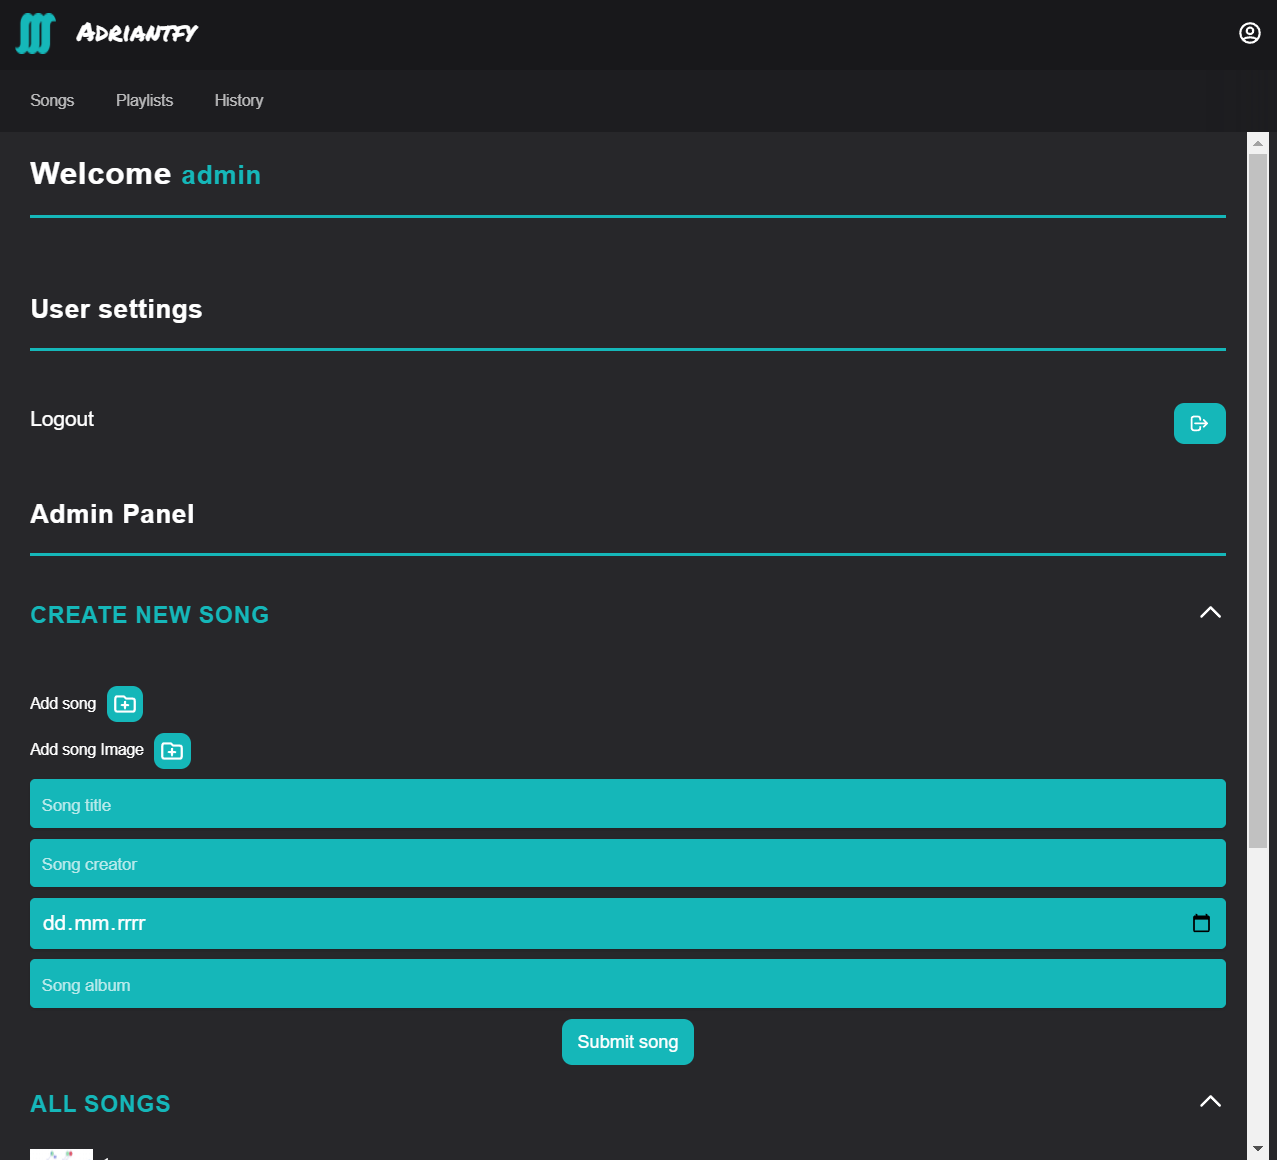 Adriantfy
Songs Playlists History
Welcome admin
User settings
Logout
Admin Panel
CREATE NEW SONG
Add song
Add song Image
Song title
Song creator
dd.mm.rrrr
Song album
Submit song
ALL SONGS